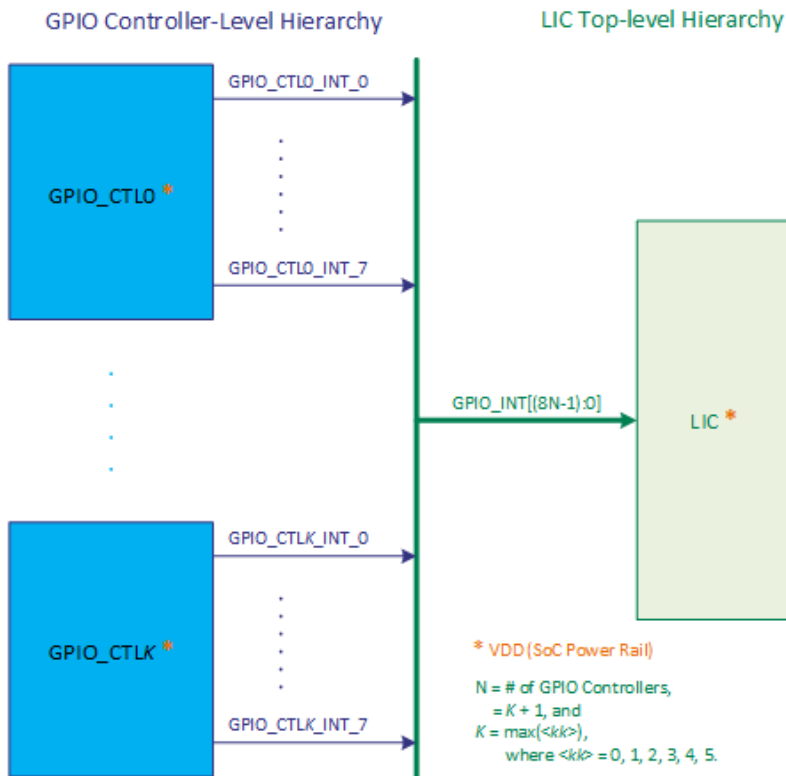 GPIO Controller-Level Hierarchy
LIC Top-level Hierarchy
GPIO_CTL0_INT_0
GPIO_CTL0 *
GPIO_CTL0_INT_7
GPIO_INT[(8N-1):0]
LIC *
GPIO_CTLK_INT_0
GPIO_CTLK *
GPIO_CTLK_INT_7
* VDD (SoC Power Rail)
N = # of GPIO Controllers,
= K + 1, and
K = max(<kk>),
where <kk> = 0, 1, 2, 3, 4, 5.